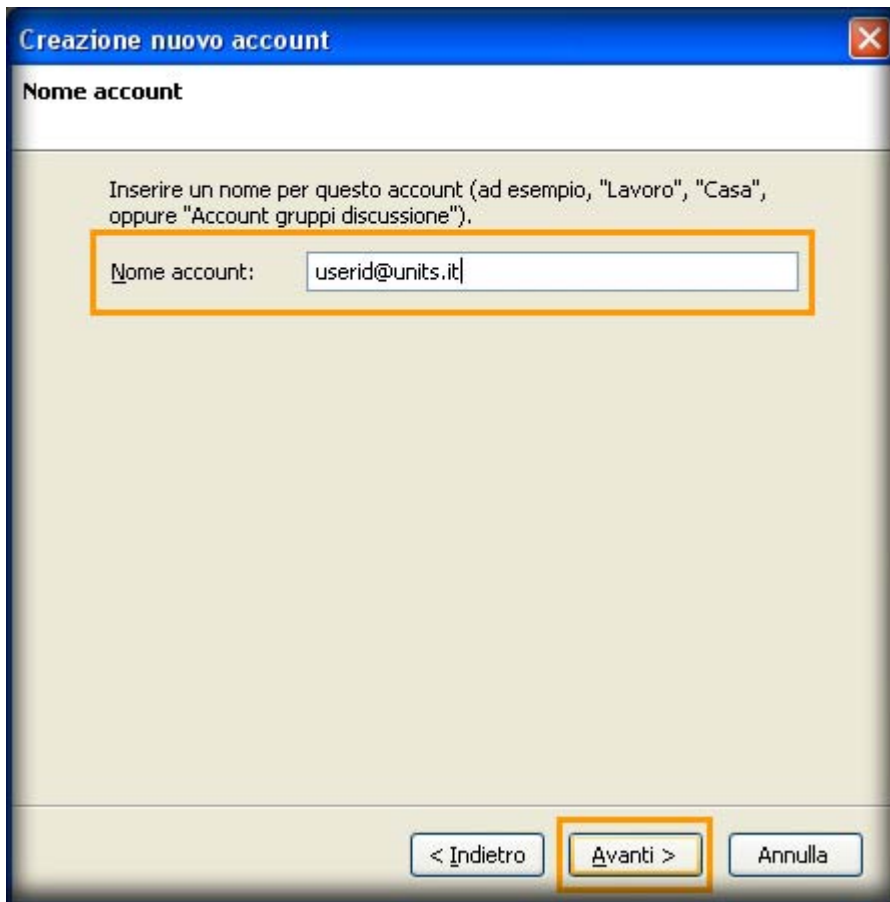 Creazione nuovo account
Nome account
Inserire un nome per questo account (ad esempio, "Lavoro", "Casa",
oppure "Account gruppi discussione").
Nome account: userid@units.it
< Indietro Avanti > Annulla